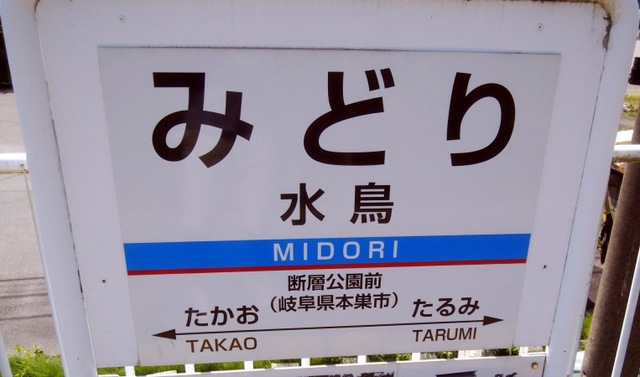 みどり
水鳥
MIDORI
断層公園前
(岐阜県本巣市)
たかお たるみ
TAKAO TARUMI